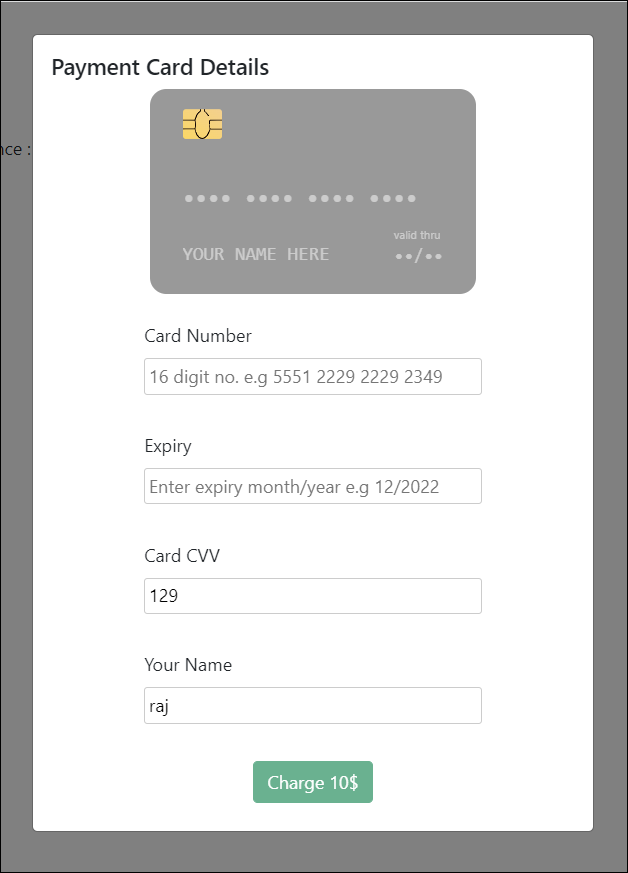 Payment Card Details
nce :
•••• •••• •••• ••••
valid thru
YOUR NAME HERE ••/••
Card Number
16 digit no. e.g 5551 2229 2229 2349
Expiry
Enter expiry month/year e.g 12/2022
Card CVV
129
Your Name
raj
Charge 10$